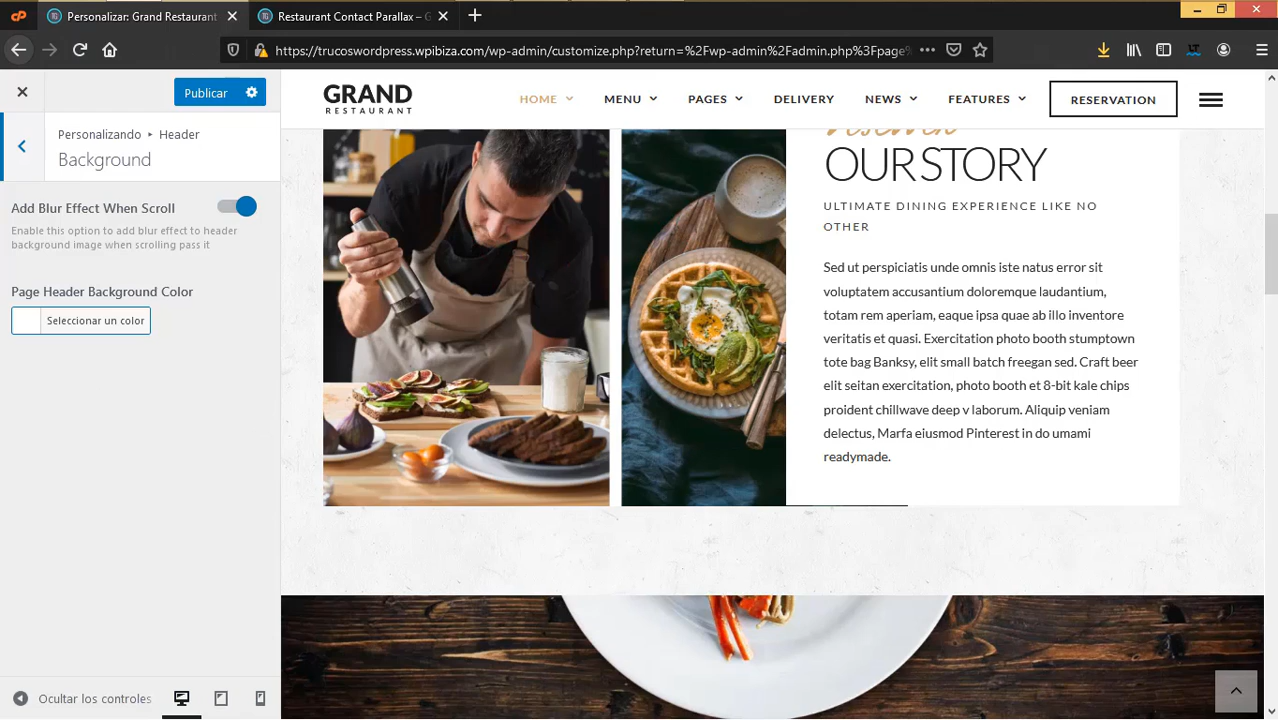 Personalizar: Grand Restaurant
Restaurant Contact Parallax – G
https://trucoswordpress.wpibiza.com/wp-admin/customize.php?return=%2Fwp-admin%2Fadmin.php%3Fpage
Publicar
Personalizando ▸ Header
Background
Add Blur Effect When Scroll
Enable this option to add blur effect to header
background image when scrolling pass it
Page Header Background Color
Seleccionar un color
Ocultar los controles
GRAND
RESTAURANT
HOME
MENU
PAGES
DELIVERY
NEWS
FEATURES
RESERVATION
OUR STORY
ULTIMATE DINING EXPERIENCE LIKE NO
OTHER
Sed ut perspiciatis unde omnis iste natus error sit
voluptatem accusantium doloremque laudantium,
totam rem aperiam, eaque ipsa quae ab illo inventore
veritatis et quasi. Exercitation photo booth stumptown
tote bag Banksy, elit small batch freegan sed. Craft beer
elit seitan exercitation, photo booth et 8-bit kale chips
proident chillwave deep v laborum. Aliquip veniam
delectus, Marfa eiusmod Pinterest in do umami
readymade.